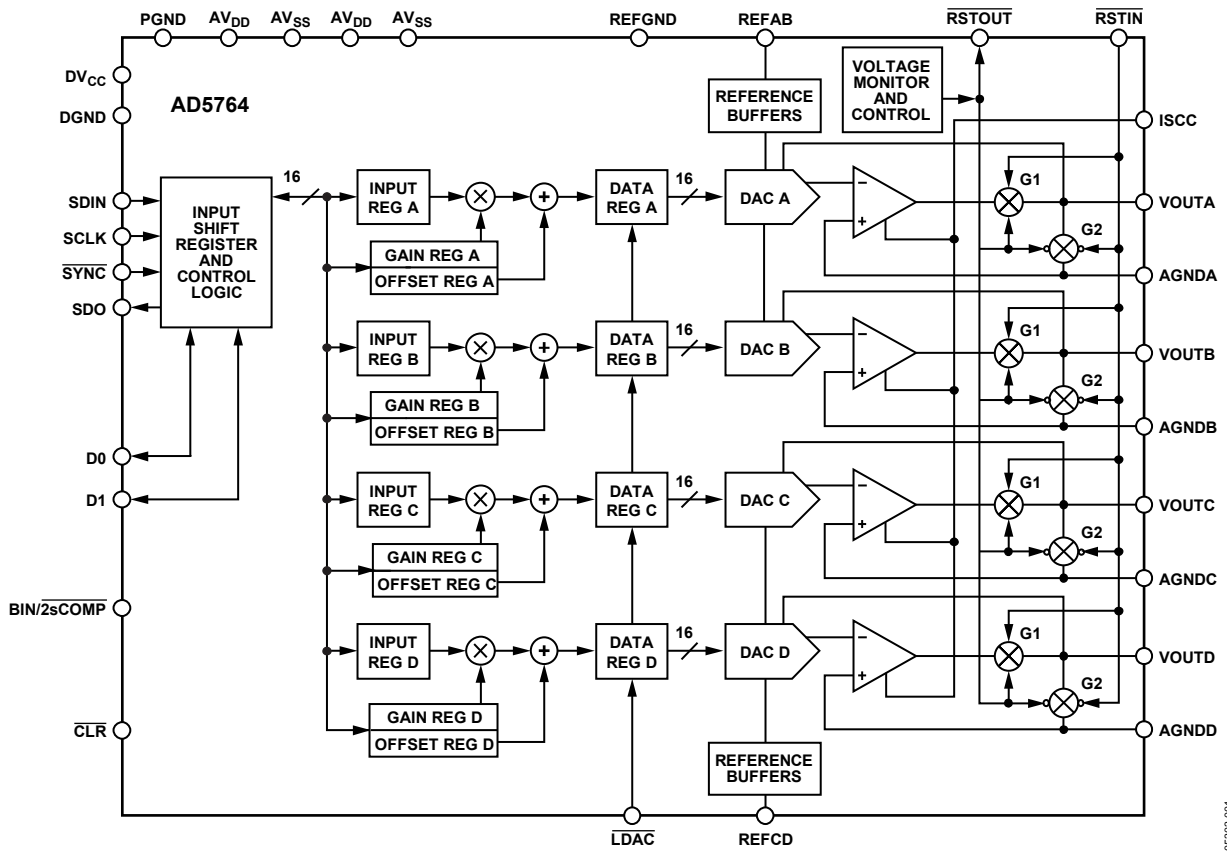 PGND AVDD AVSS AVDD AVSS REFGND REFAB RSTOUT RSTIN
DVCC
DGND
AD5764
REFERENCE
BUFFERS
VOLTAGE
MONITOR
AND
CONTROL
ISCC
SDIN
SCLK
SYNC
SDO
INPUT
SHIFT
REGISTER
AND
CONTROL
LOGIC
16
INPUT
REG A
GAIN REG A
OFFSET REG A
DATA
REG A
16
DAC A
G1
G2
VOUTA
AGNDA
INPUT
REG B
GAIN REG B
OFFSET REG B
DATA
REG B
16
DAC B
G1
G2
VOUTB
AGNDB
D0
D1
INPUT
REG C
GAIN REG C
OFFSET REG C
DATA
REG C
16
DAC C
G1
G2
VOUTC
AGNDC
BIN/2sCOMP
INPUT
REG D
GAIN REG D
OFFSET REG D
DATA
REG D
16
DAC D
G1
G2
VOUTD
AGNDD
CLR
REFERENCE
BUFFERS
LDAC REFCD